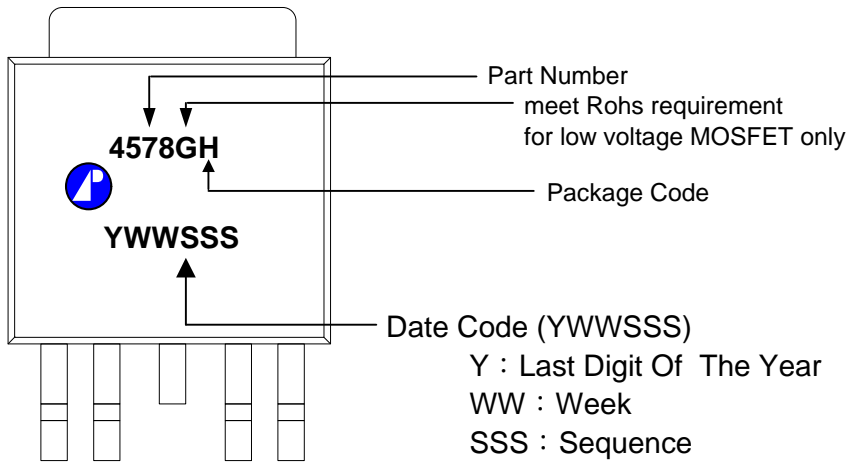 Part Number
meet Rohs requirement
for low voltage MOSFET only
4578GH
Package Code
YWWSSS
Date Code (YWWSSS)
Y：Last Digit Of The Year
WW：Week
SSS：Sequence